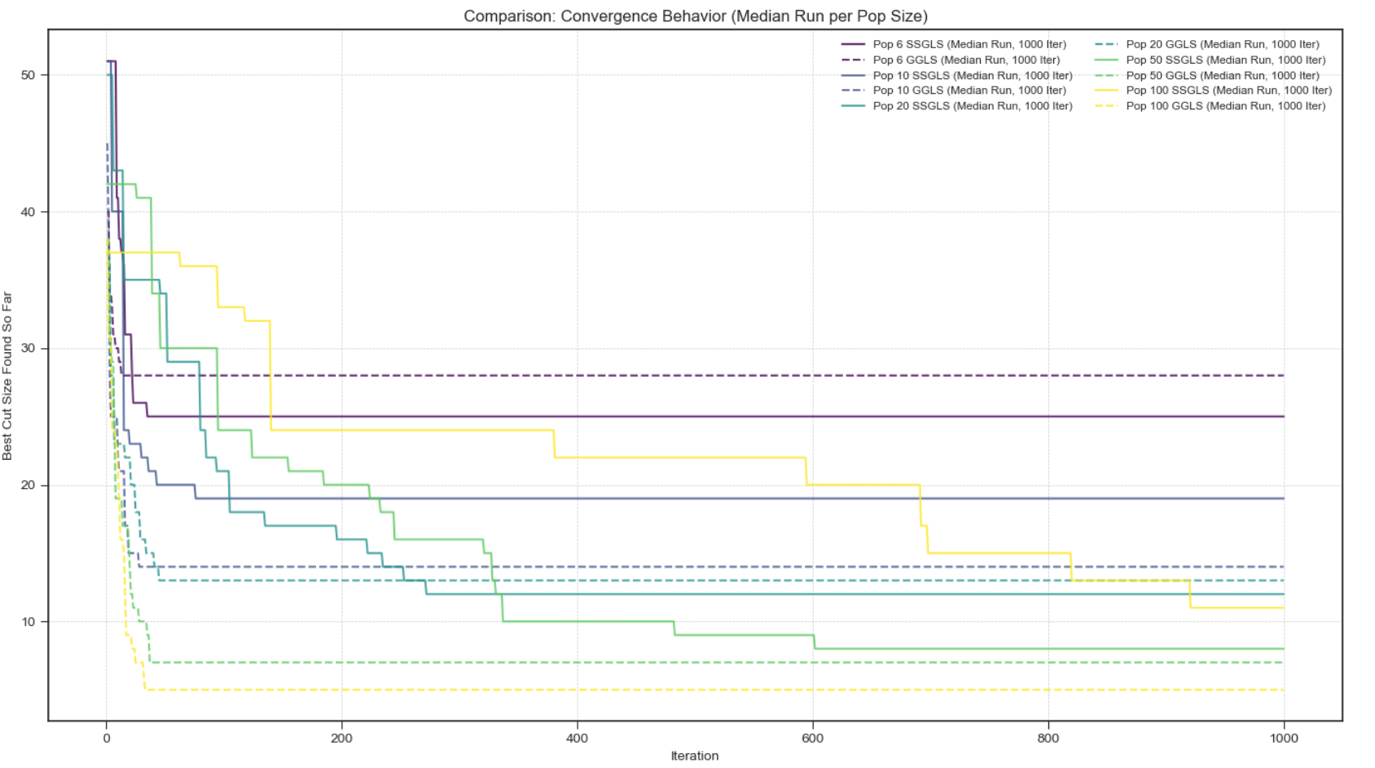 Comparison: Convergence Behavior (Median Run per Pop Size)
Pop 6 SSGLS (Median Run, 1000 Iter)
Pop 6 GGLS (Median Run, 1000 Iter)
Pop 10 SSGLS (Median Run, 1000 Iter)
Pop 10 GGLS (Median Run, 1000 Iter)
Pop 20 SSGLS (Median Run, 1000 Iter)
Pop 20 GGLS (Median Run, 1000 Iter)
Pop 50 SSGLS (Median Run, 1000 Iter)
Pop 50 GGLS (Median Run, 1000 Iter)
Pop 100 SSGLS (Median Run, 1000 Iter)
Pop 100 GGLS (Median Run, 1000 Iter)
Best Cut Size Found So Far
50
40
30
20
10
0
200
400
600
800
1000
Iteration